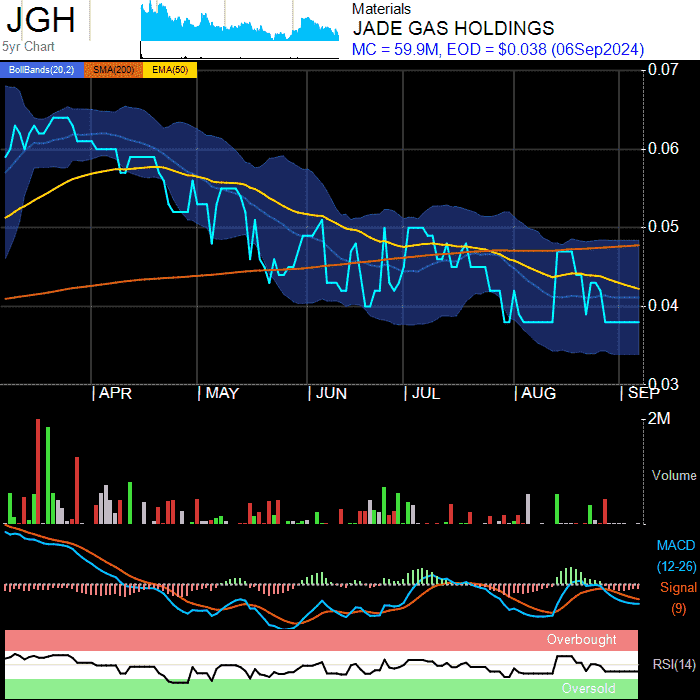 JGH
5yr Chart
Materials
JADE GAS HOLDINGS
MC = 59.9M, EOD = $0.038 (06Sep2024)
BollBands(20,2) SMA(200) EMA(50)
0.07
0.06
0.05
0.04
0.03
APR MAY JUN JUL AUG SEP
2M
Volume
MACD
(12-26)
Signal
(9)
Overbought
RSI(14)
Oversold